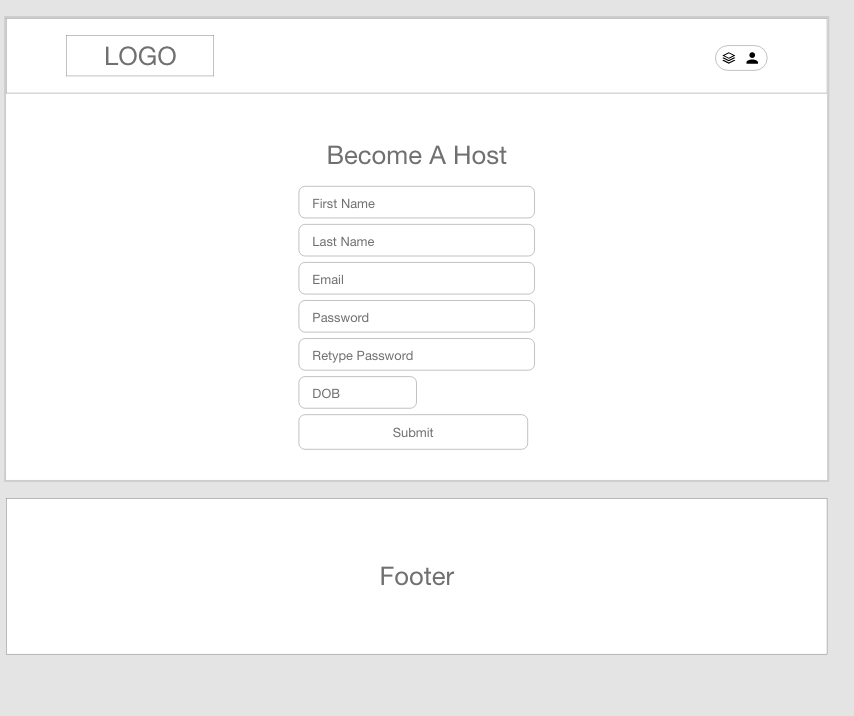 LOGO
Become A Host
First Name
Last Name
Email
Password
Retype Password
DOB
Submit
Footer